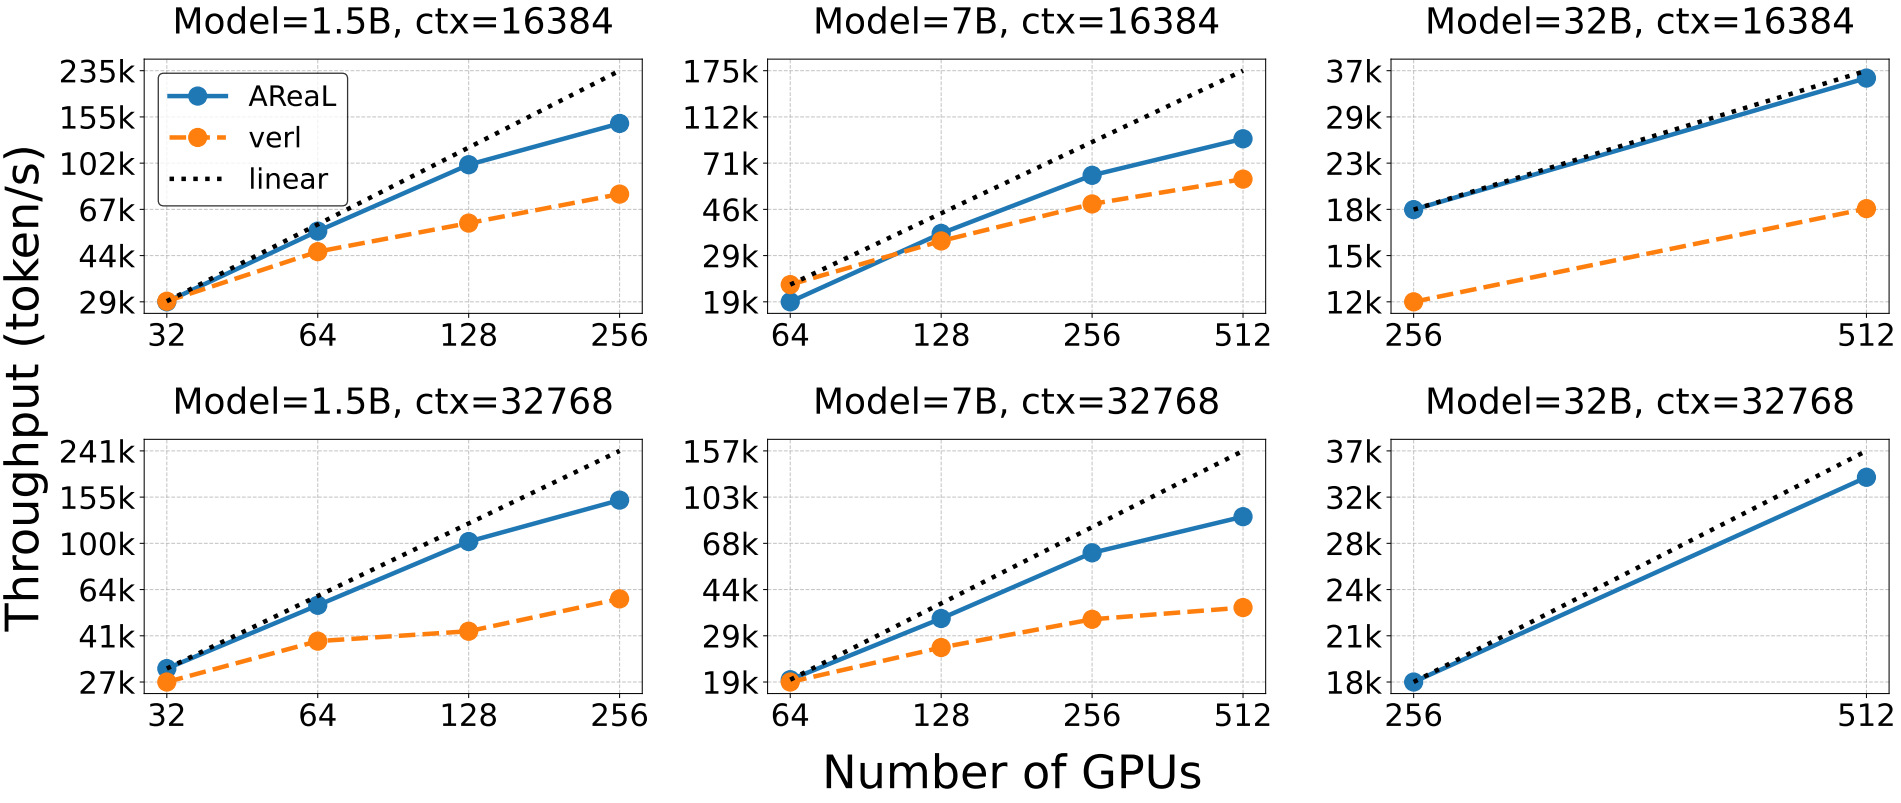 Model=1.5B, ctx=16384
235k
155k
102k
67k
44k
29k
AReaL
verl
linear
32 64 128 256
Model=7B, ctx=16384
175k
112k
71k
46k
29k
19k
64 128 256 512
Model=32B, ctx=16384
37k
29k
23k
18k
15k
12k
256 512
Throughput (token/s)
Model=1.5B, ctx=32768
241k
155k
100k
64k
41k
27k
32 64 128 256
Model=7B, ctx=32768
157k
103k
68k
44k
29k
19k
64 128 256 512
Model=32B, ctx=32768
37k
32k
28k
24k
21k
18k
256 512
Number of GPUs